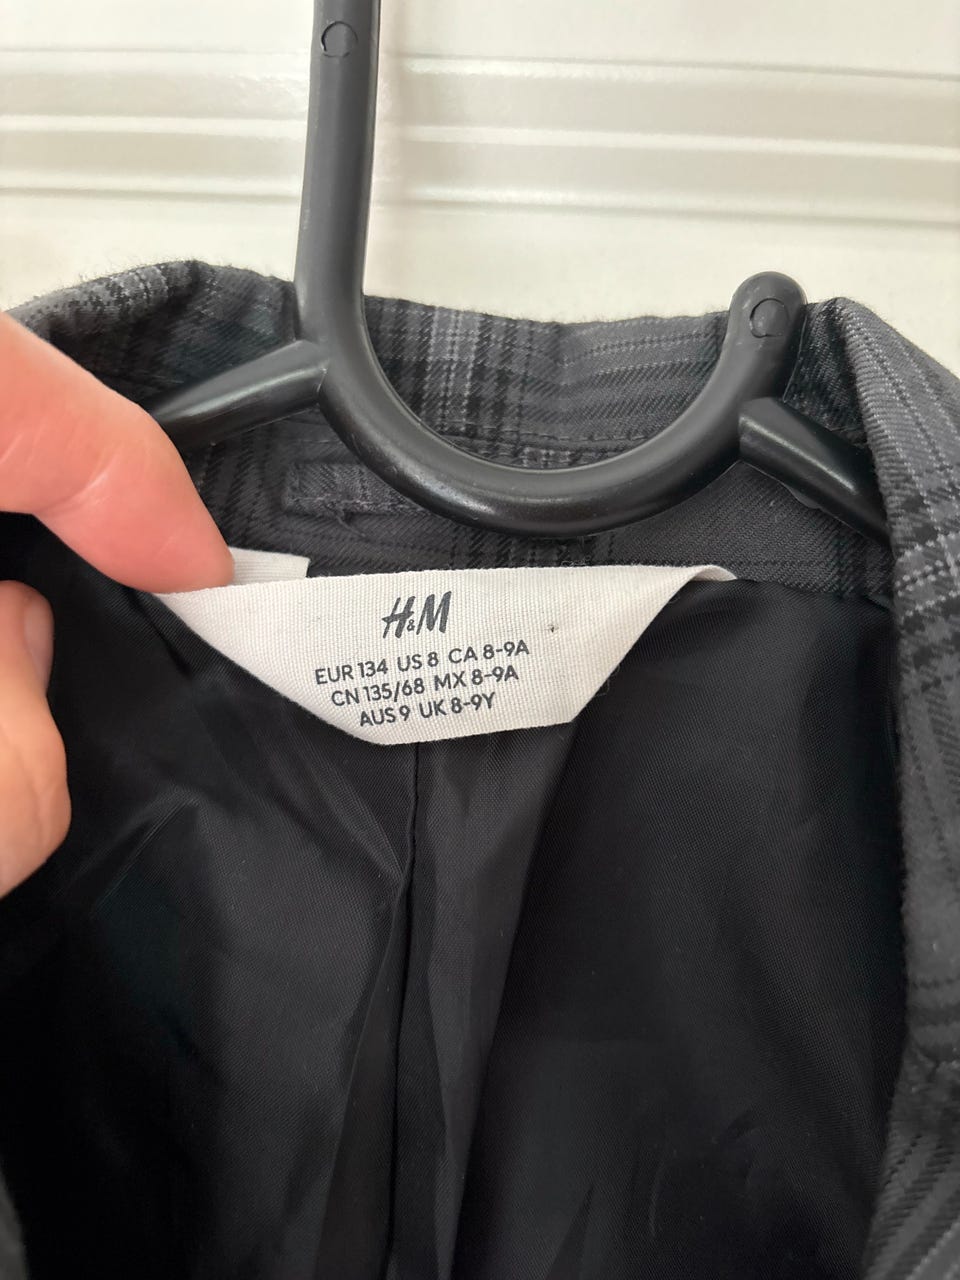 H&M
EUR 134 US 8 CA 8-9A
CN 135/68 MX 8-9A
AUS 9 UK 8-9Y